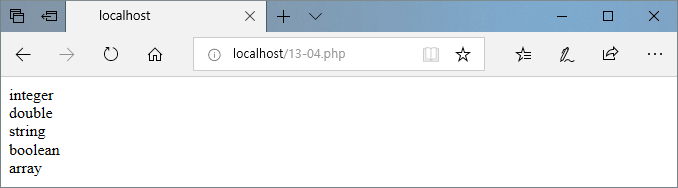 localhost
localhost/13-04.php
integer
double
string
boolean
array